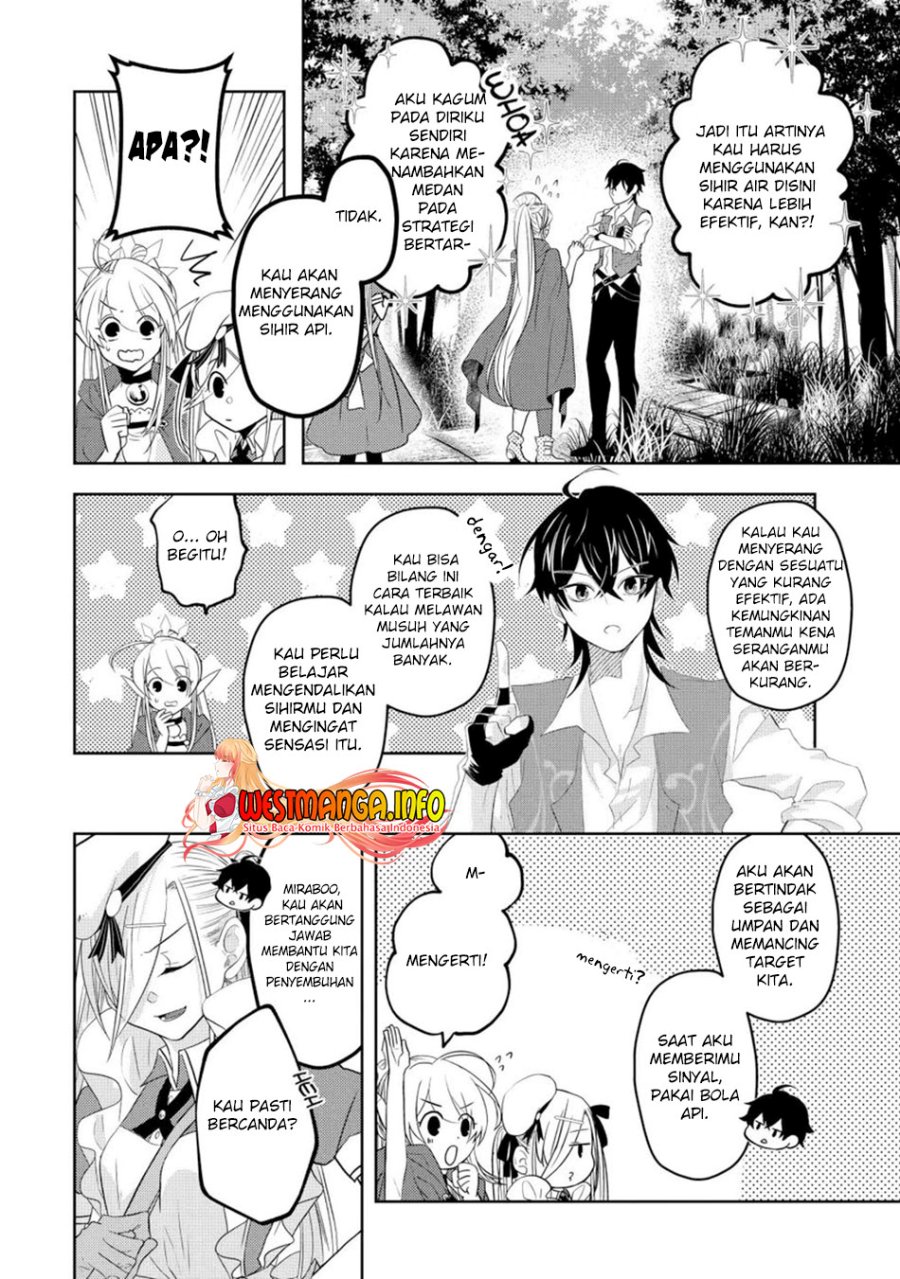 JADI ITU ARTINYA
KAU HARUS
MENGGUNAKAN
SIHIR AIR DISINI
KARENA LEBIH
EFEKTIF, KAN?!
WHOA
AKU KAGUM
PADA DIRIKU
SENDIRI
KARENA ME-
NAMBAHKAN
MEDAN
PADA
STRATEGI
BERTAR-
TIDAK.
KAU AKAN
MENYERANG
MENGGUNAKAN
SIHIR API.
APA?!
KALAU KAU
MENYERANG
DENGAN SESUATU
YANG KURANG
EFEKTIF, ADA
KEMUNGKINAN
TEMANMU KENA
SERANGANMU
AKAN BER-
KURANG.
dengar!
KAU BISA
BILANG INI
CARA TERBAIK
KALAU MELAWAN
MUSUH YANG
JUMLAHNYA
BANYAK.
KAU PERLU
BELAJAR
MENGENDALIKAN
SIHIRMU DAN
MENGINGAT
SENSASI ITU.
O... OH
BEGITU!
WESTMANGA.INFO
Situs Baca Komik Berbahasa Indonesia
AKU AKAN
BERTINDAK
SEBAGAI
UMPAN DAN
MEMANCING
TARGET
KITA.
SAAT AKU
MEMBERIMU
SINYAL,
PAKAI BOLA
API.
mengerti?
M-
MENGERTI!
MIRABOO,
KAU AKAN
BERTANGGUNG
JAWAB
MEMBANTU KITA
DENGAN
PENYEMBUHAN
...
HEH
KAU PASTI
BERCANDA?